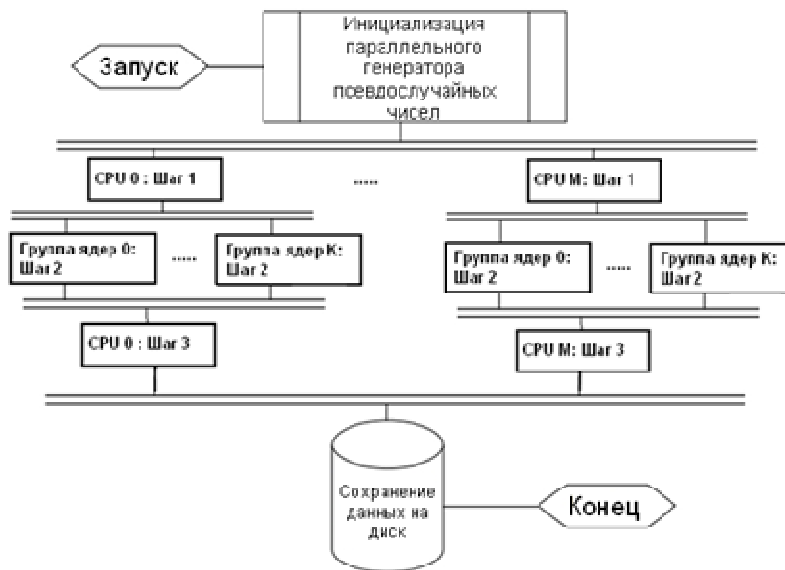 Запуск
Инициализация
параллельного
генератора
псевдослучайных
чисел
CPU 0 : Шаг 1
.....
CPU M: Шаг 1
Группа ядер 0:
Шаг 2
.....
Группа ядер K:
Шаг 2
Группа ядер 0:
Шаг 2
.....
Группа ядер K:
Шаг 2
CPU 0 : Шаг 3
CPU M: Шаг 3
Сохранение
данных на
диск
Конец